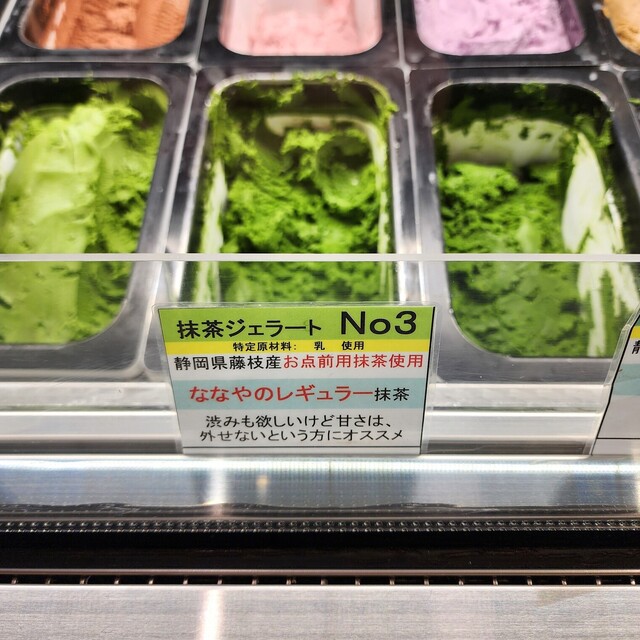 抹茶ジェラート No3
特定原材料: 乳 使用
静岡県藤枝産お点前用抹茶使用
ななやのレギュラー抹茶
渋みも欲しいけど甘さは、
外せないという方にオススメ